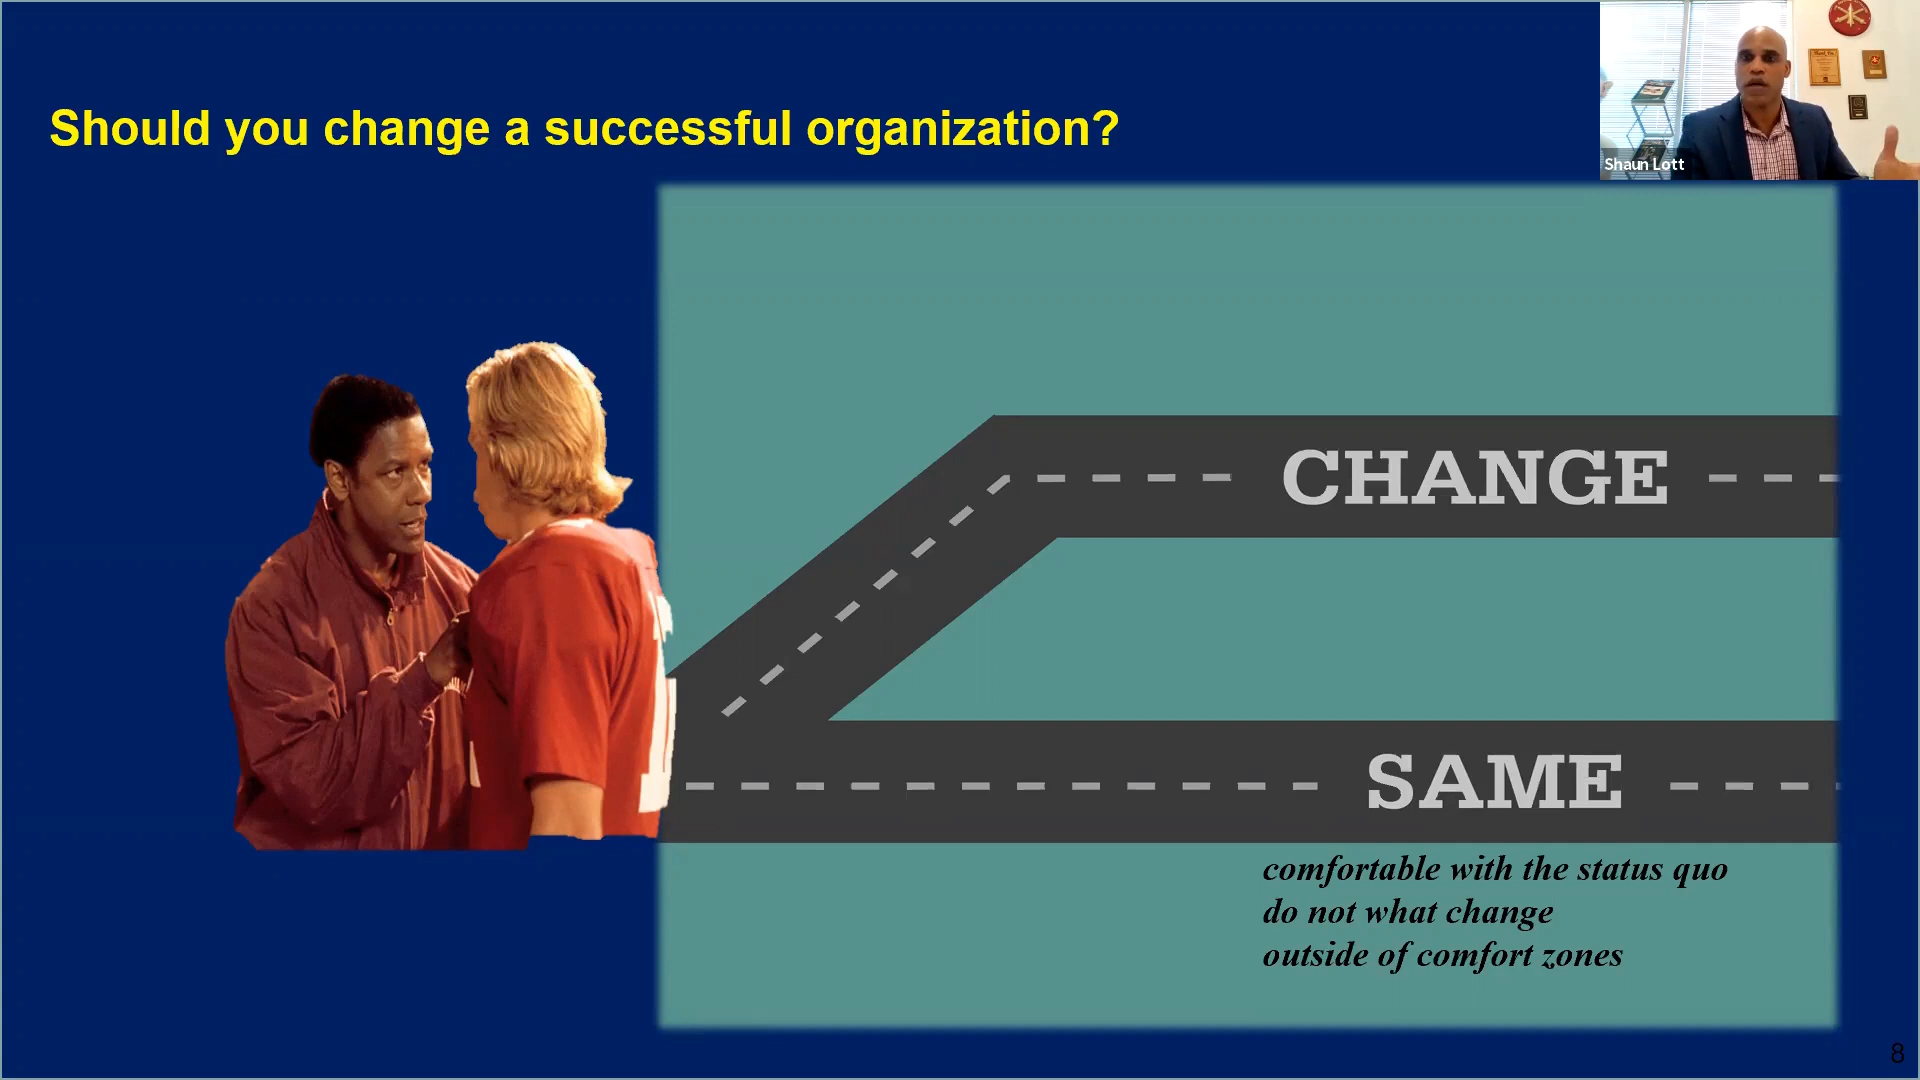 Should you change a successful organization?
Shaun Lott
CHANGE
SAME
comfortable with the status quo
do not what change
outside of comfort zones
8